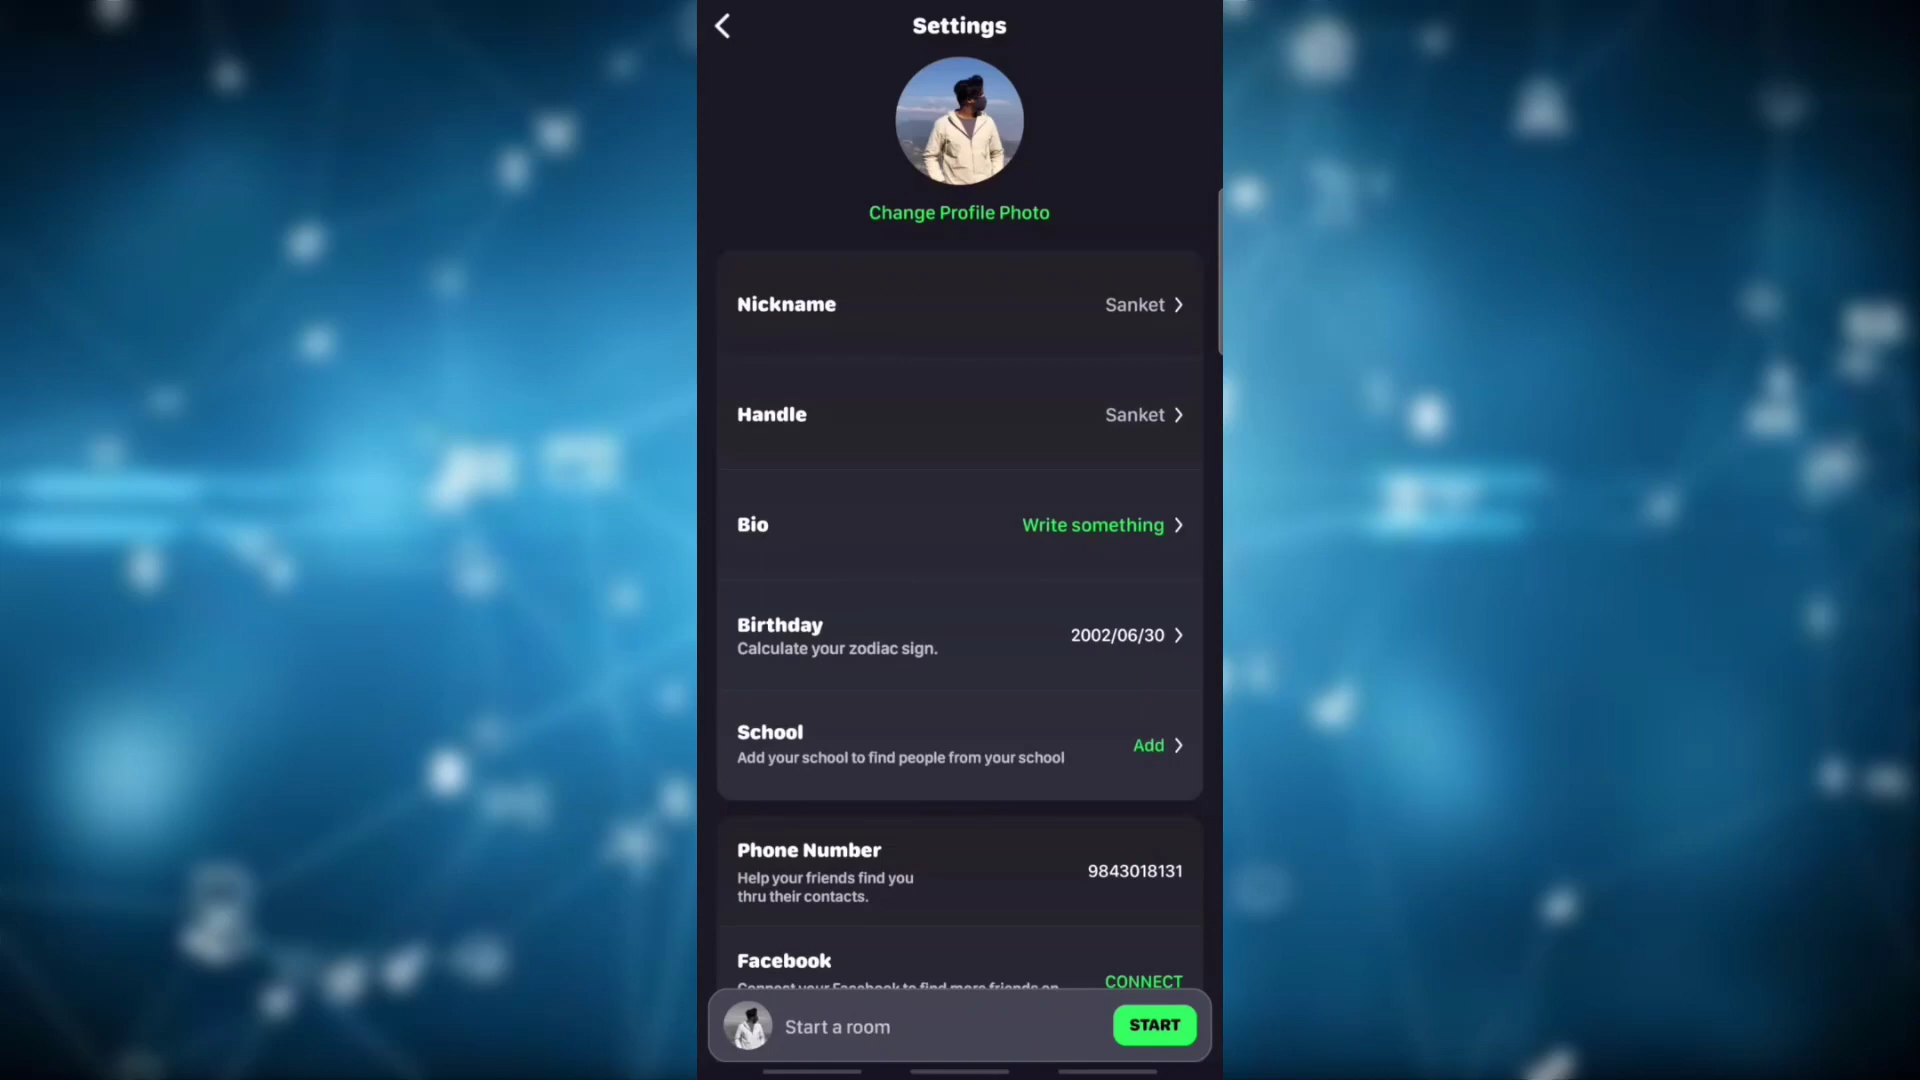 Settings
Change Profile Photo
Nickname
Sanket
Handle
Sanket
Bio
Write something
Birthday
Calculate your zodiac sign.
2002/06/30
School
Add your school to find people from your school
Add
Phone Number
Help your friends find you
thru their contacts.
9843018131
Facebook
Connect your Facebook to find more friends on
CONNECT
Start a room
START